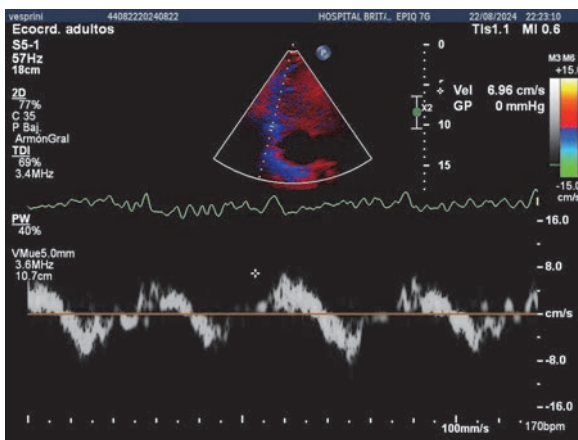 vesprini 44082220240822 HOSPITAL BRITÁ.. EPIQ 7G 22/08/2024 22:23:10
Ecocrd. adultos TIs1.1 MI 0.6
S5-1
57Hz
18cm
2D
77%
C 35
P Baj.
ArmónGral
TDI
69%
3.4MHz
P
0
5
10
15
X2
Vel 6.96 cm/s
GP 0 mmHg
M3 M6
+15.0
-15.0
cm/s
PW
40%
VMue5.0mm
3.6MHz
10.7cm
-16.0
-8.0
cm/s
--8.0
--16.0
100mm/s
170bpm